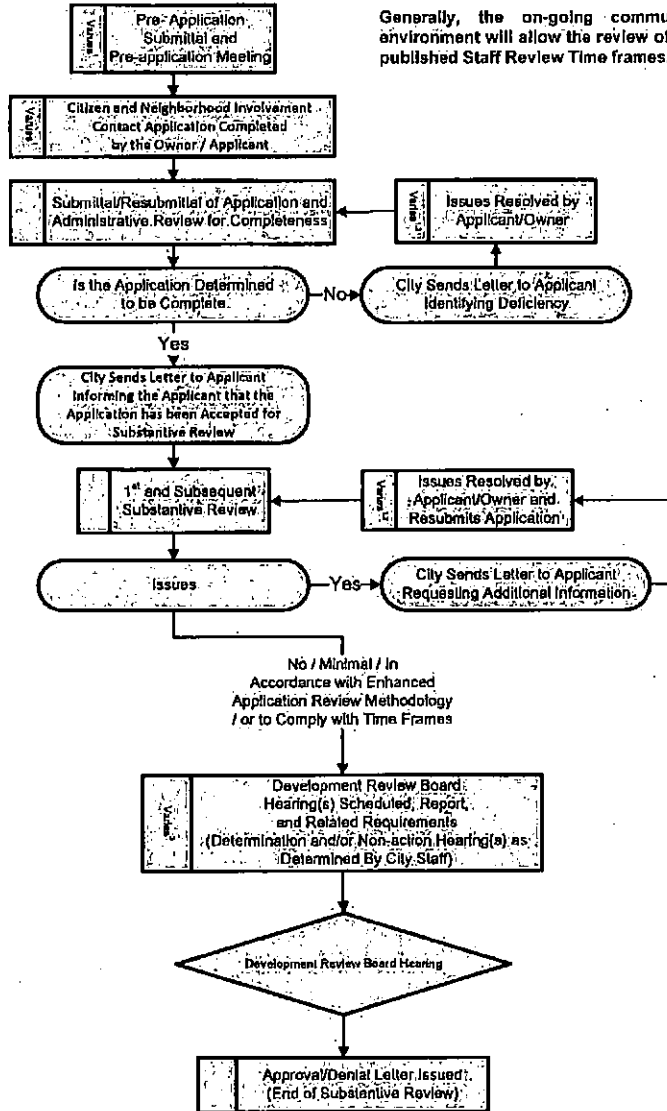 Generally, the on-going commu
environment will allow the review of
published Staff Review Time frames
Pre-Application
Submittal and
Pre-application Meeting
Varies
Citizen and Neighborhood Involvement
Contact Application Completed
by the Owner / Applicant
Varies
Submittal/Resubmittal of Application and
Administrative Review for Completeness
Varies
Issues Resolved by
Applicant/Owner
Is the Application Determined
to be Complete
No
City Sends Letter to Applicant
Identifying Deficiency
Yes
City Sends Letter to Applicant
Informing the Applicant that the
Application has been Accepted for
Substantive Review
1st and Subsequent
Substantive Review
Varies
Issues Resolved by
Applicant/Owner and
Resubmits Application
Issues
Yes
City Sends Letter to Applicant
Requesting Additional Information
No / Minimal / In
Accordance with Enhanced
Application Review Methodology
/ or to Comply with Time Frames
Varies
Development Review Board
Hearing(s) Scheduled, Report,
and Related Requirements
(Determination and/or Non-action Hearing(s) as
Determined By City Staff)
Development Review Board Hearing
Approval/Denial Letter Issued
(End of Substantive Review)